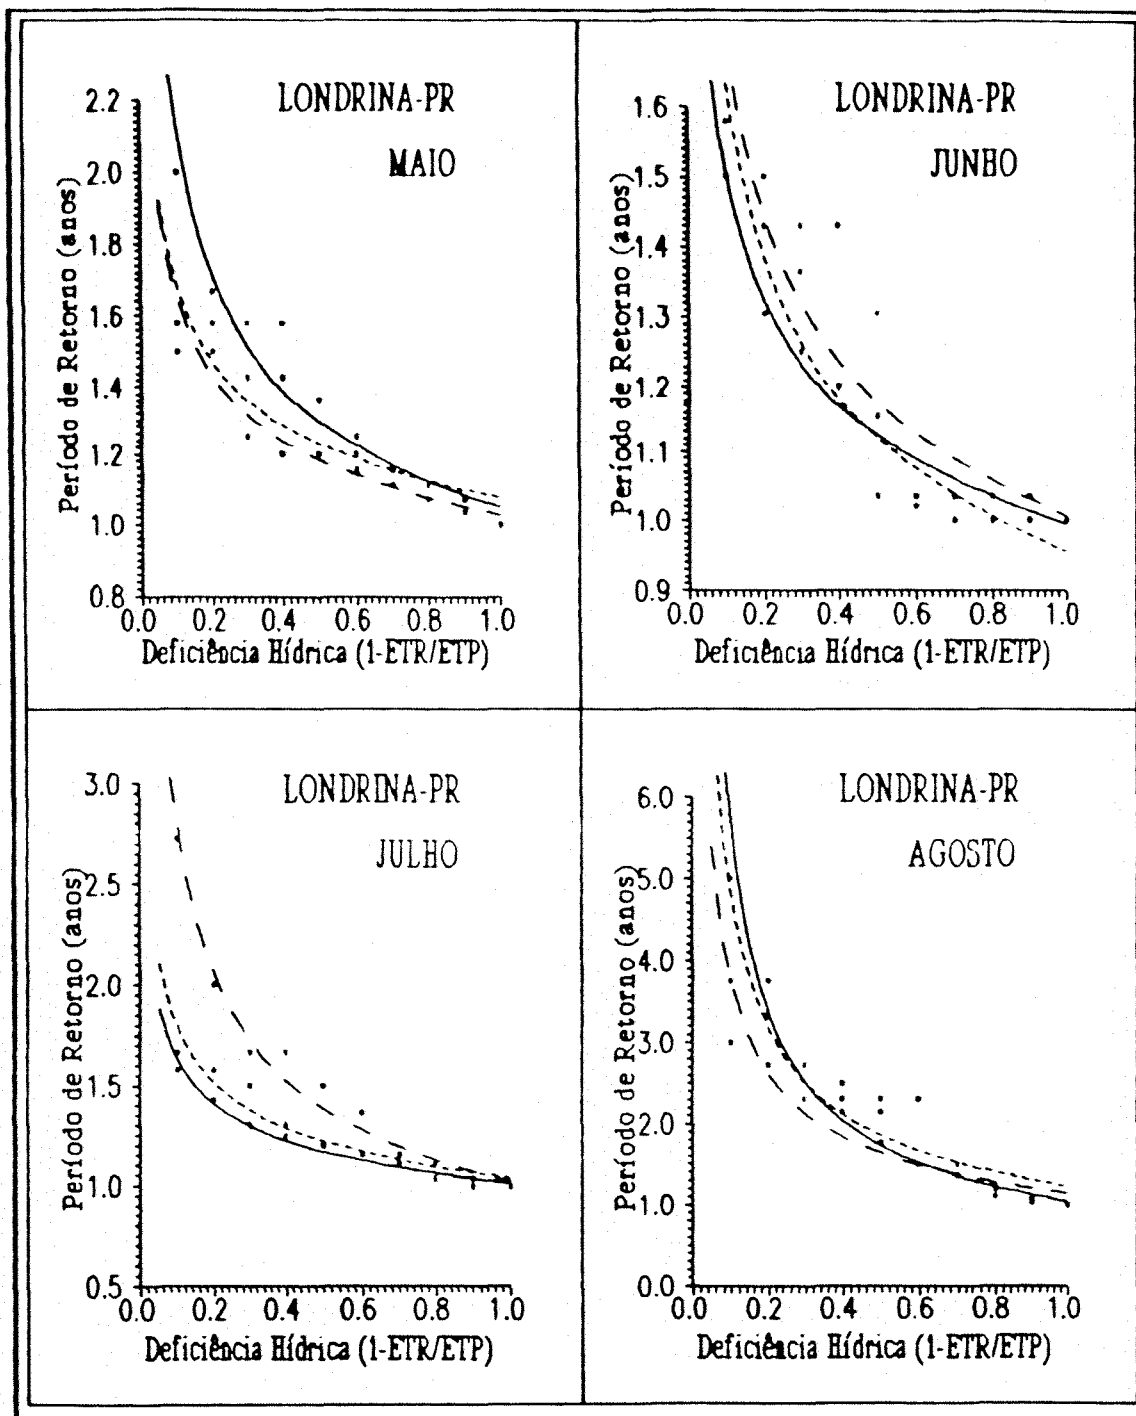 LONDRINA-PR
MAIO
Período de Retorno (anos)
2.2
2.0
1.8
1.6
1.4
1.2
1.0
0.8
0.0 0.2 0.4 0.6 0.8 1.0
Deficiência Hídrica (1-ETR/ETP)
LONDRINA-PR
JUNHO
Período de Retorno (anos)
1.6
1.5
1.4
1.3
1.2
1.1
1.0
0.9
0.0 0.2 0.4 0.6 0.8 1.0
Deficiência Hídrica (1-ETR/ETP)
LONDRINA-PR
JULHO
Período de Retorno (anos)
3.0
2.5
2.0
1.5
1.0
0.5
0.0 0.2 0.4 0.6 0.8 1.0
Deficiência Hídrica (1-ETR/ETP)
LONDRINA-PR
AGOSTO
Período de Retorno (anos)
6.0
5.0
4.0
3.0
2.0
1.0
0.0
0.0 0.2 0.4 0.6 0.8 1.0
Deficiência Hídrica (1-ETR/ETP)